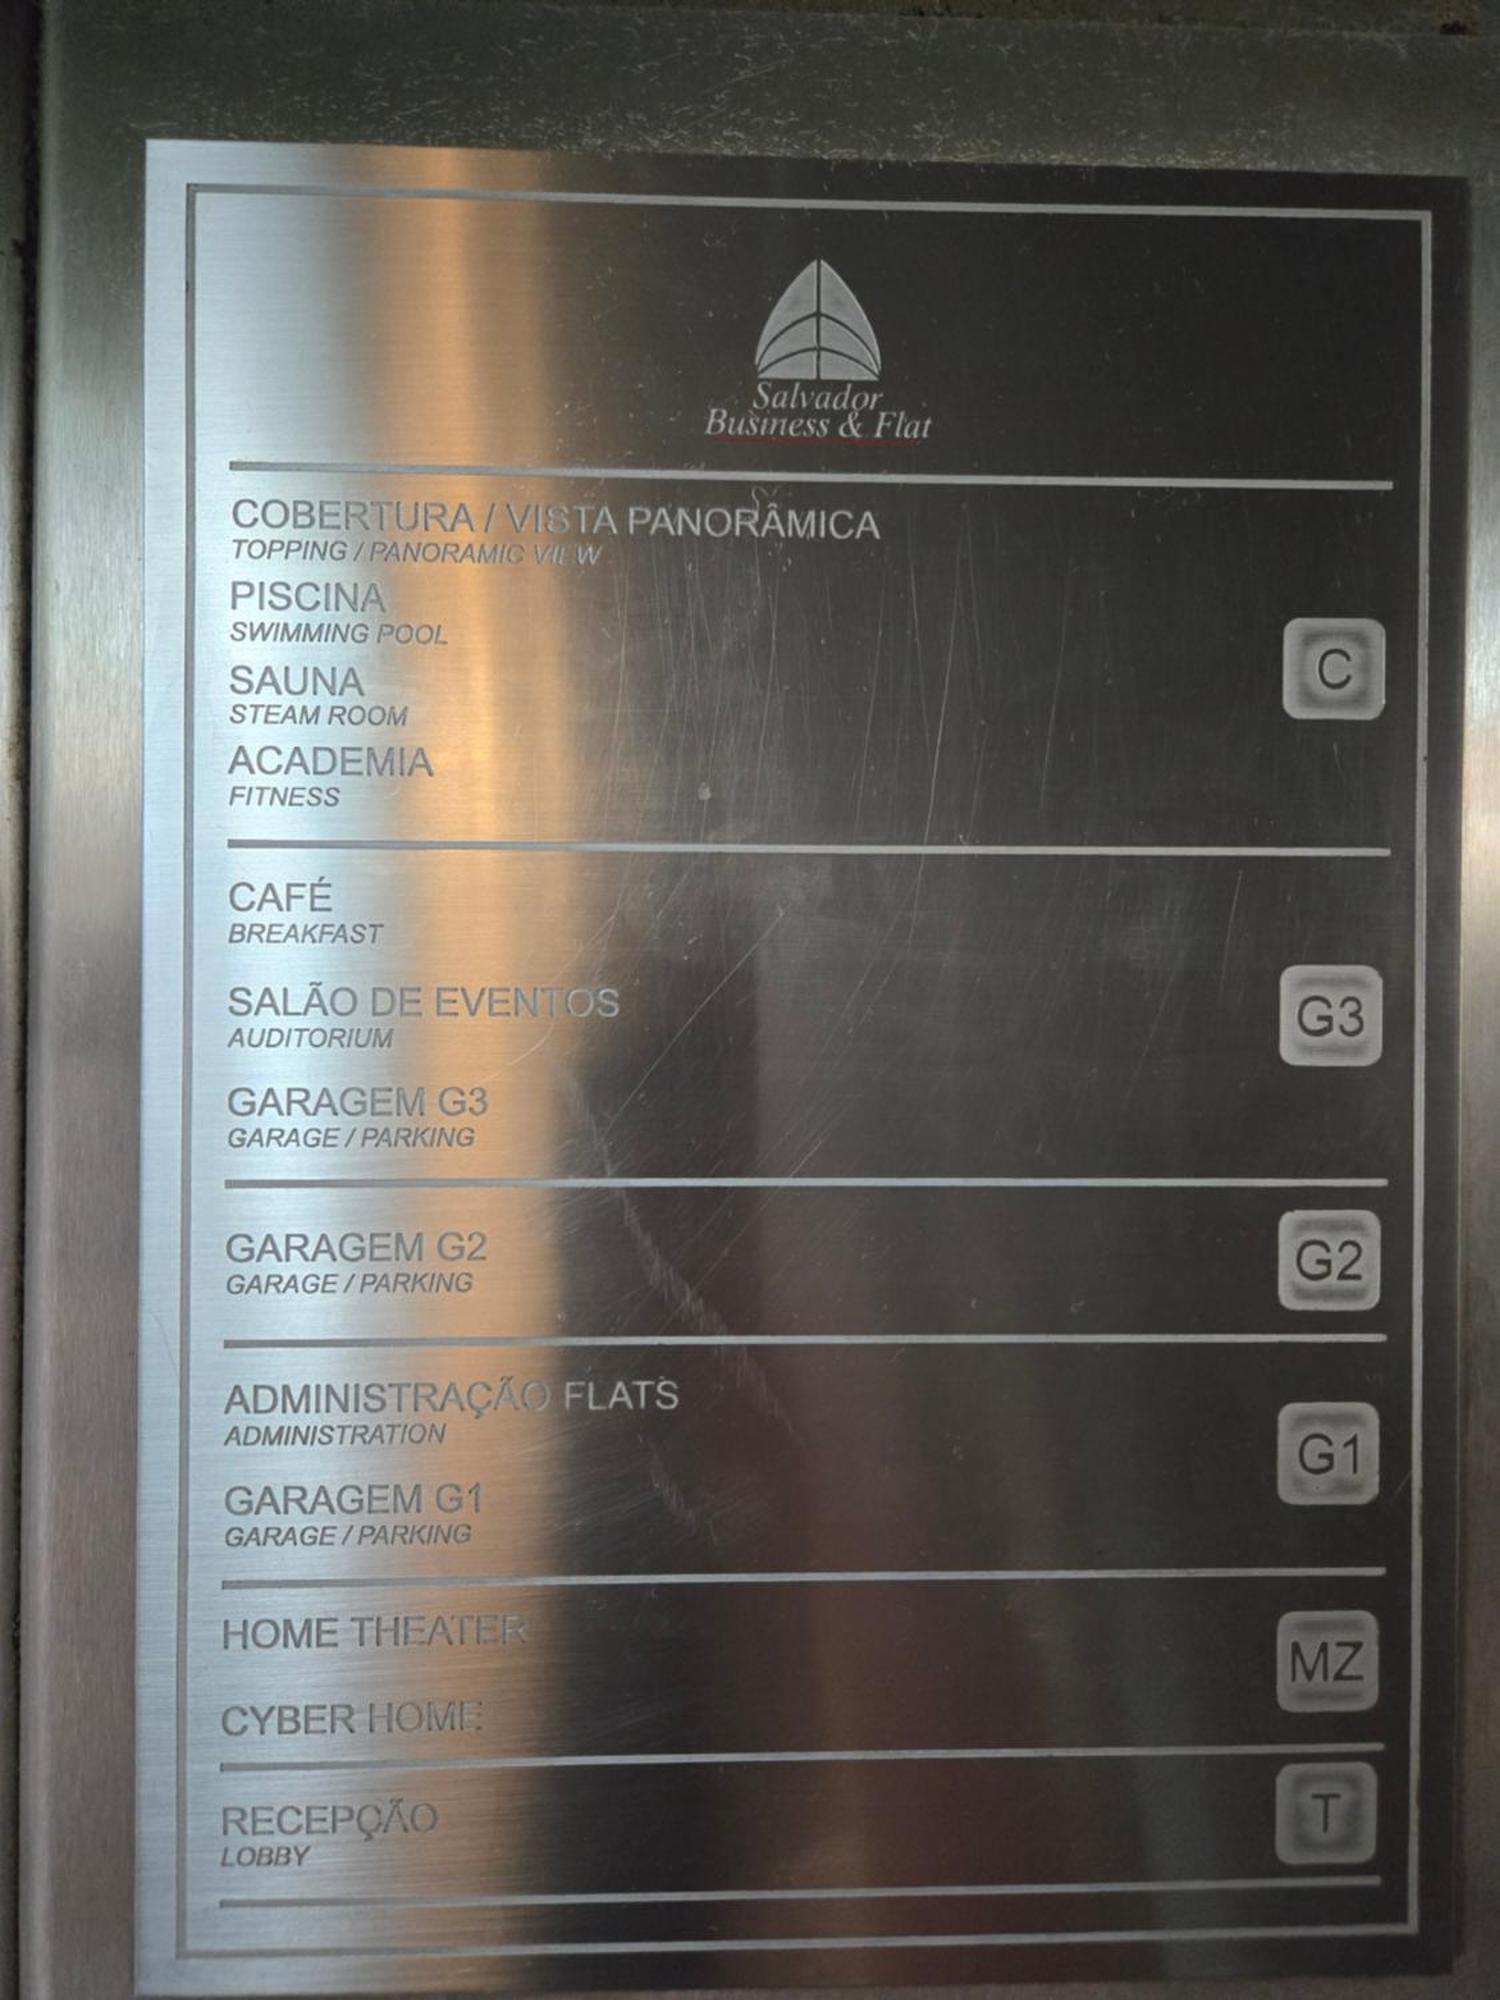 Salvador
Business & Flat
COBERTURA / VISTA PANORÂMICA
TOPPING / PANORAMIC VIEW
PISCINA
SWIMMING POOL
C
SAUNA
STEAM ROOM
ACADEMIA
FITNESS
CAFÉ
BREAKFAST
SALÃO DE EVENTOS
AUDITORIUM
G3
GARAGEM G3
GARAGE / PARKING
GARAGEM G2
GARAGE / PARKING
G2
ADMINISTRAÇÃO FLATS
ADMINISTRATION
G1
GARAGEM G1
GARAGE / PARKING
HOME THEATER
MZ
CYBER HOME
RECEPÇÃO
LOBBY
T